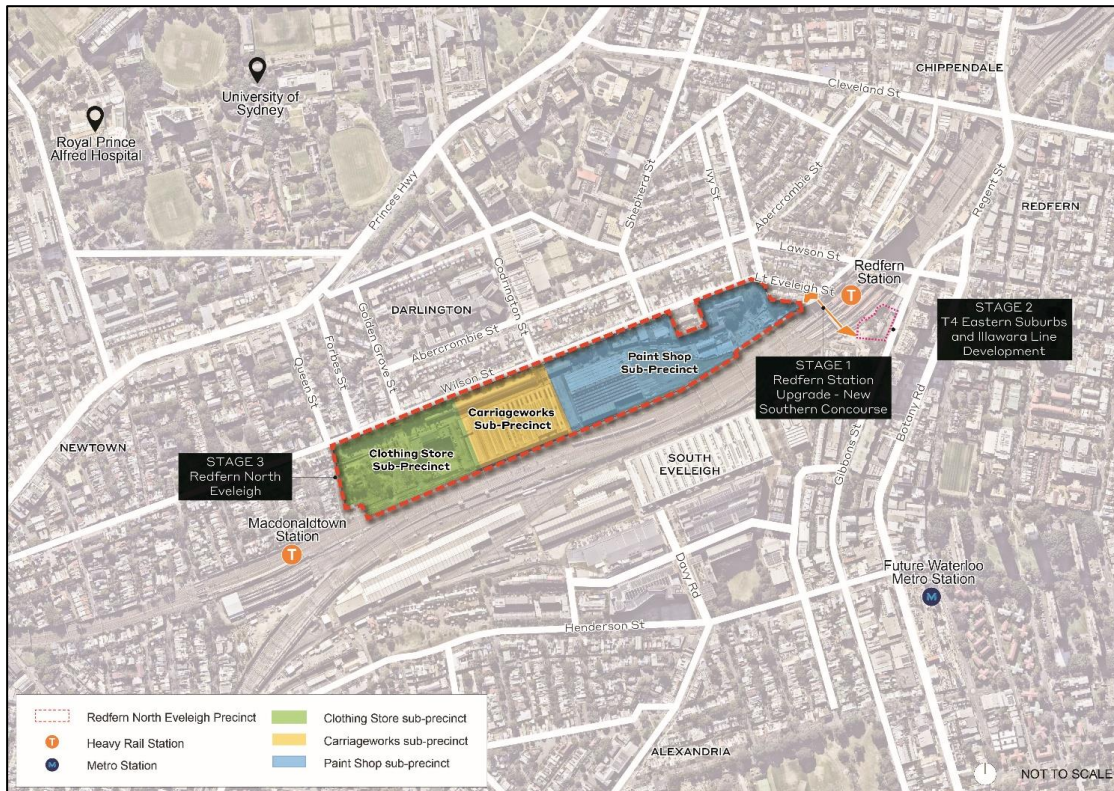 CHIPPENDALE
Cleveland St
University of
Sydney
Royal Prince
Alfred Hospital
Princes Hwy
Shepherd St
Ivy St
Abercrombie St
Regent St
REDFERN
Lawson St
Redfern
Station
T
Lt Eveleigh St
Codrington St
DARLINGTON
Golden Grove St
Forbes St
Queen St
Abercrombie St
Wilson St
STAGE 2
T4 Eastern Suburbs
and Illawara Line
Development
STAGE 1
Redfern Station
Upgrade - New
Southern Concourse
Paint Shop
Sub-Precinct
Carriageworks
Sub-Precinct
Clothing Store
Sub-Precinct
Botany Rd
Gibbons St
NEWTOWN
STAGE 3
Redfern North
Eveleigh
SOUTH
EVELEIGH
Macdonaldtown
Station
T
Davy Rd
Future Waterloo
Metro Station
M
Henderson St
ALEXANDRIA
Redfern North Eveleigh Precinct
T Heavy Rail Station
M Metro Station
Clothing Store sub-precinct
Carriageworks sub-precinct
Paint Shop sub-precinct
NOT TO SCALE